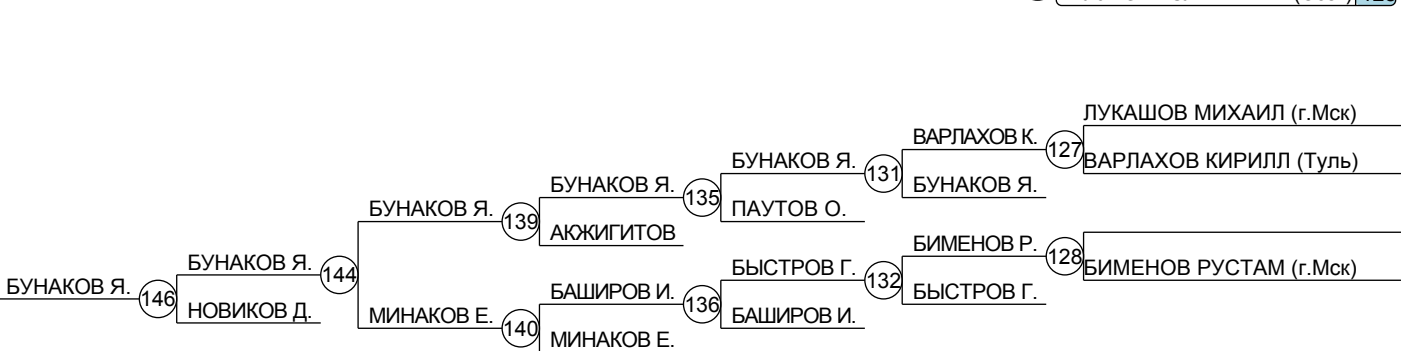 ЛУКАШОВ МИХАИЛ (г.Мск)
ВАРЛАХОВ К.
127
БУНАКОВ Я.
131
ВАРЛАХОВ КИРИЛЛ (Туль)
БУНАКОВ Я.
135
БУНАКОВ Я.
БУНАКОВ Я.
139
ПАУТОВ О.
АКЖИГИТОВ
БИМЕНОВ Р.
128
БУНАКОВ Я.
144
БЫСТРОВ Г.
132
БИМЕНОВ РУСТАМ (г.Мск)
БУНАКОВ Я.
146
БАШИРОВ И.
136
БЫСТРОВ Г.
НОВИКОВ Д.
МИНАКОВ Е.
140
БАШИРОВ И.
МИНАКОВ Е.